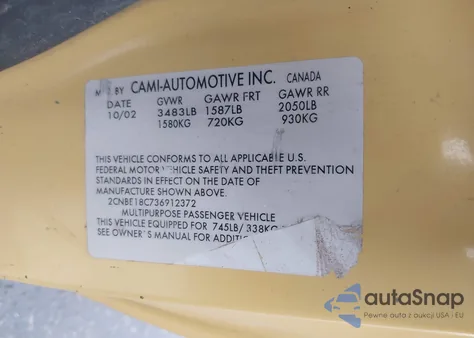 BY CAMI-AUTOMOTIVE INC. CANADA
DATE GVWR GAWR FRT GAWR RR
10/02 3483LB 1587LB 2050LB
1580KG 720KG 930KG
THIS VEHICLE CONFORMS TO ALL APPLICABLE U.S.
FEDERAL MOTOR VEHICLE SAFETY AND THEFT PREVENTION
STANDARDS IN EFFECT ON THE DATE OF
MANUFACTURE SHOWN ABOVE.
2CNBE18C736912372
MULTIPURPOSE PASSENGER VEHICLE
THIS VEHICLE EQUIPPED FOR 745LB/338KG
SEE OWNER'S MANUAL FOR ADDITION
autoSnap
Pewne auta z aukcji USA - EU